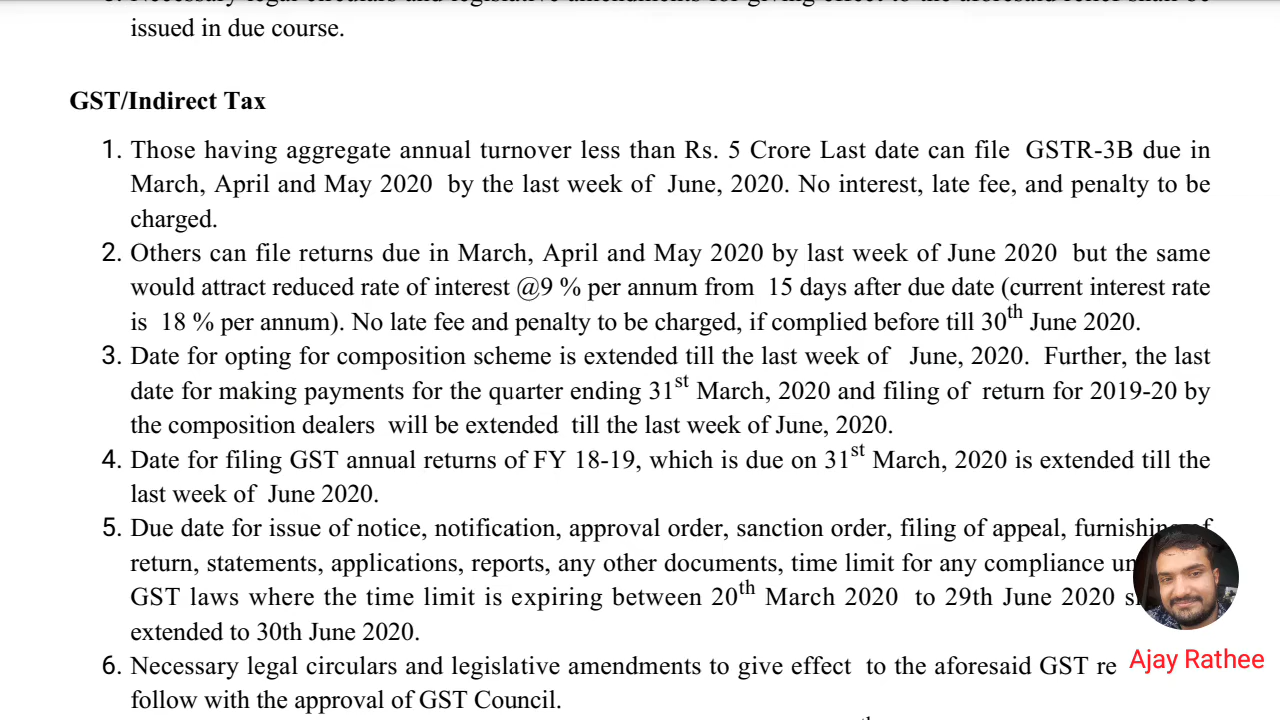 issued in due course.
GST/Indirect Tax
1. Those having aggregate annual turnover less than Rs. 5 Crore Last date can file GSTR-3B due in
March, April and May 2020 by the last week of June, 2020. No interest, late fee, and penalty to be
charged.
2. Others can file returns due in March, April and May 2020 by last week of June 2020 but the same
would attract reduced rate of interest @9 % per annum from 15 days after due date (current interest rate
is 18 % per annum). No late fee and penalty to be charged, if complied before till 30th June 2020.
3. Date for opting for composition scheme is extended till the last week of June, 2020. Further, the last
date for making payments for the quarter ending 31st March, 2020 and filing of return for 2019-20 by
the composition dealers will be extended till the last week of June, 2020.
4. Date for filing GST annual returns of FY 18-19, which is due on 31st March, 2020 is extended till the
last week of June 2020.
5. Due date for issue of notice, notification, approval order, sanction order, filing of appeal, furnishing of
return, statements, applications, reports, any other documents, time limit for any compliance
GST laws where the time limit is expiring between 20th March 2020 to 29th June 2020
extended to 30th June 2020.
6. Necessary legal circulars and legislative amendments to give effect to the aforesaid GST
follow with the approval of GST Council.
Ajay Rathee